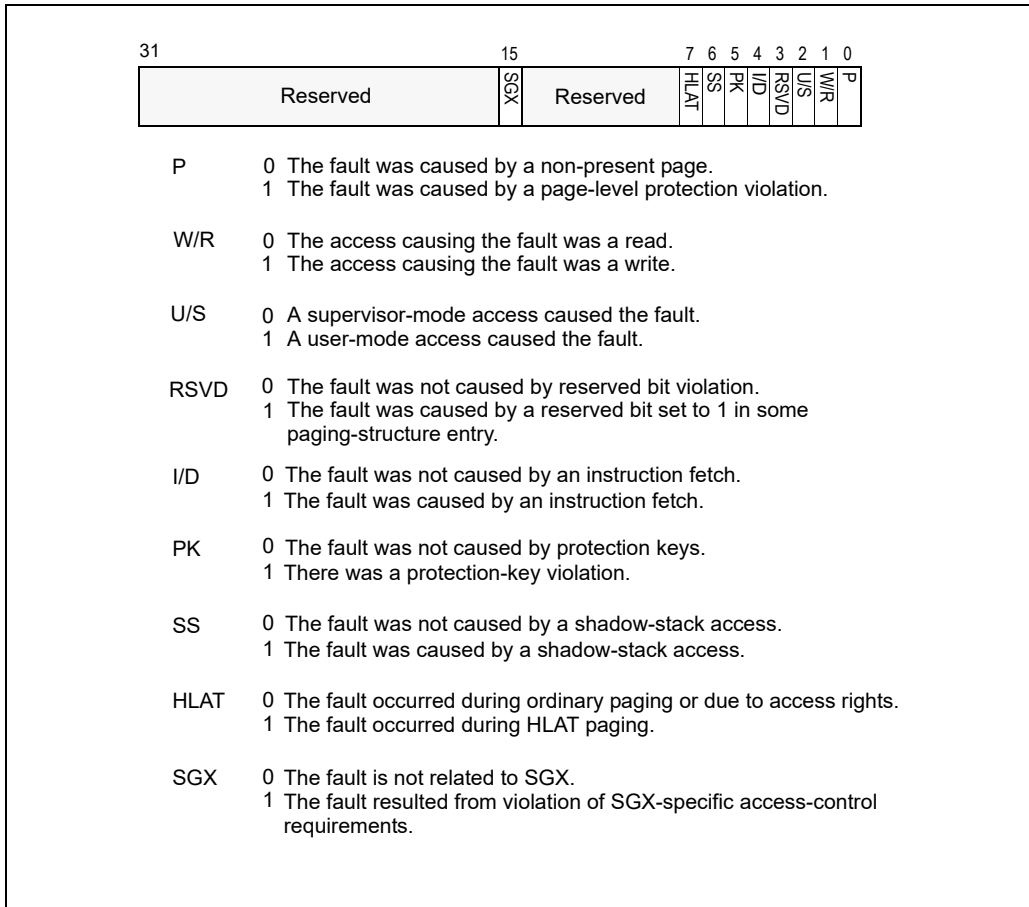 31 15 7 6 5 4 3 2 1 0
Reserved SGX Reserved HLAT SS PK I/D RSVD U/S W/R P
P 0 The fault was caused by a non-present page.
1 The fault was caused by a page-level protection violation.
W/R 0 The access causing the fault was a read.
1 The access causing the fault was a write.
U/S 0 A supervisor-mode access caused the fault.
1 A user-mode access caused the fault.
RSVD 0 The fault was not caused by reserved bit violation.
1 The fault was caused by a reserved bit set to 1 in some
paging-structure entry.
I/D 0 The fault was not caused by an instruction fetch.
1 The fault was caused by an instruction fetch.
PK 0 The fault was not caused by protection keys.
1 There was a protection-key violation.
SS 0 The fault was not caused by a shadow-stack access.
1 The fault was caused by a shadow-stack access.
HLAT 0 The fault occurred during ordinary paging or due to access rights.
1 The fault occurred during HLAT paging.
SGX 0 The fault is not related to SGX.
1 The fault resulted from violation of SGX-specific access-control
requirements.